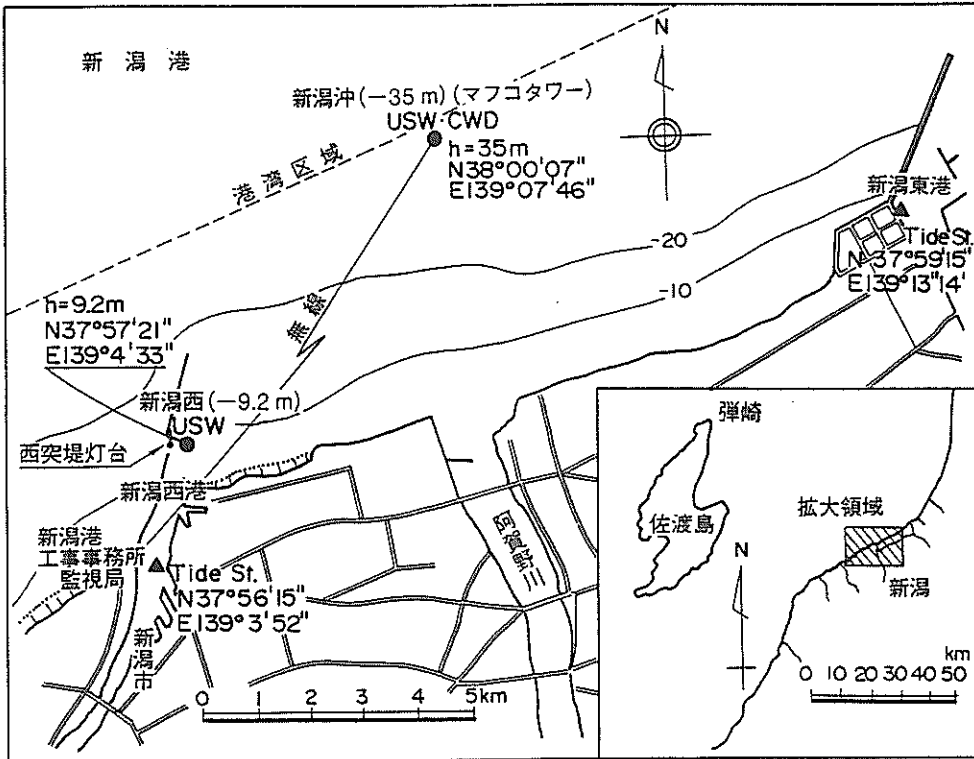 新潟港
新潟沖(−35m)(マフコタワー)
USW·CWD
h=35m
N38°00'07"
E139°07'46"
港湾区域
N
無線
-20
-10
新潟東港
Tide St.
N 37°59'15"
E139°13"14'
h=9.2m
N37°57'21"
E139°4'33"
新潟西(−9.2m)
USW
西突堤灯台
新潟西港
新潟港
工事事務所
監視局
Tide St.
N37°56'15"
E139°3'52"
新潟市
阿賀野川
0 1 2 3 4 5km
弾崎
佐渡島
拡大領域
新潟
N
km
0 10 20 30 40 50